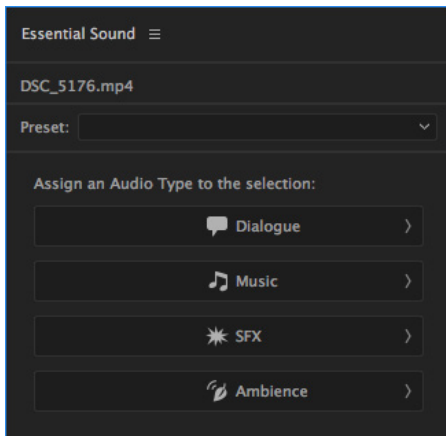 Essential Sound
DSC_5176.mp4
Preset:
Assign an Audio Type to the selection:
Dialogue
Music
SFX
Ambience